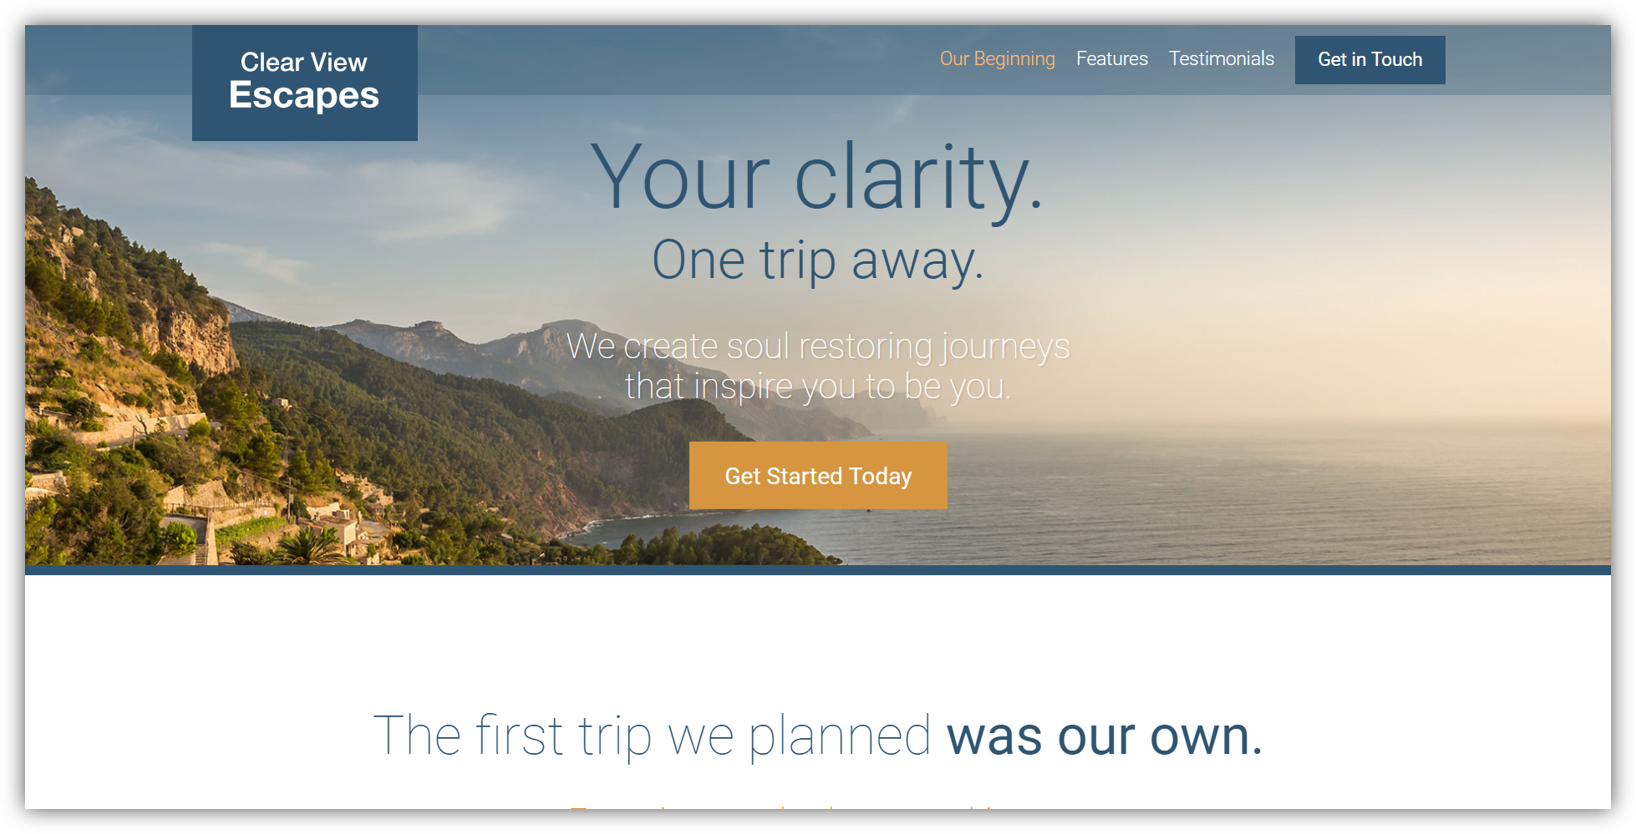 Clear View
Escapes
Our Beginning Features Testimonials Get in Touch
Your clarity.
One trip away.
We create soul restoring journeys
that inspire you to be you.
Get Started Today
The first trip we planned was our own.